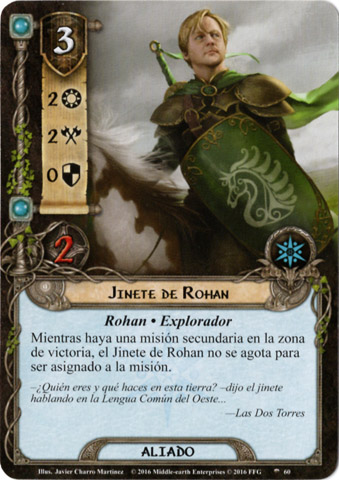 3
2
2
0
2
Jinete de Rohan
Rohan • Explorador
Mientras haya una misión secundaria en la zona
de victoria, el Jinete de Rohan no se agota para
ser asignado a la misión.
–¿Quién eres y qué haces en esta tierra? –dijo el jinete
hablando en la Lengua Común del Oeste...
—Las Dos Torres
ALIADO
Illus. Javier Charro Martínez © 2016 Middle-earth Enterprises © 2016 FFG 60